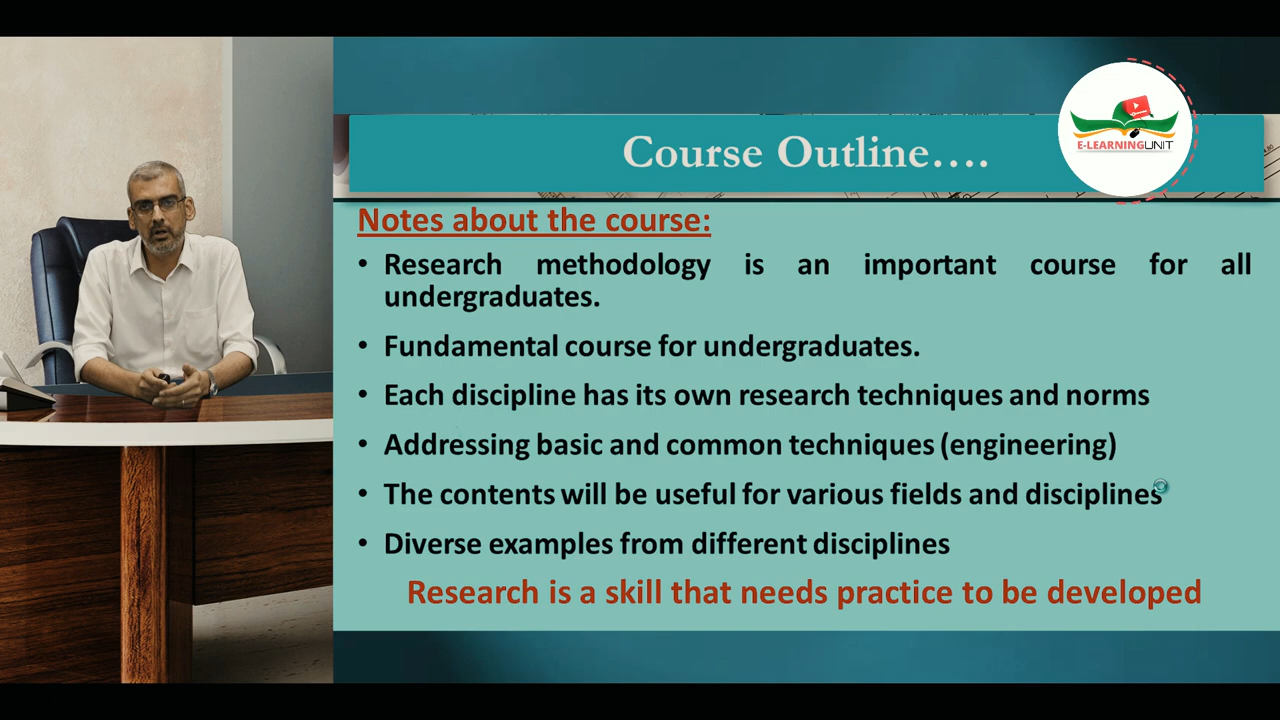 Course Outline....
E-LEARNINGUNIT
Notes about the course:
• Research methodology is an important course for all
undergraduates.
• Fundamental course for undergraduates.
• Each discipline has its own research techniques and norms
• Addressing basic and common techniques (engineering)
• The contents will be useful for various fields and disciplines
• Diverse examples from different disciplines
Research is a skill that needs practice to be developed